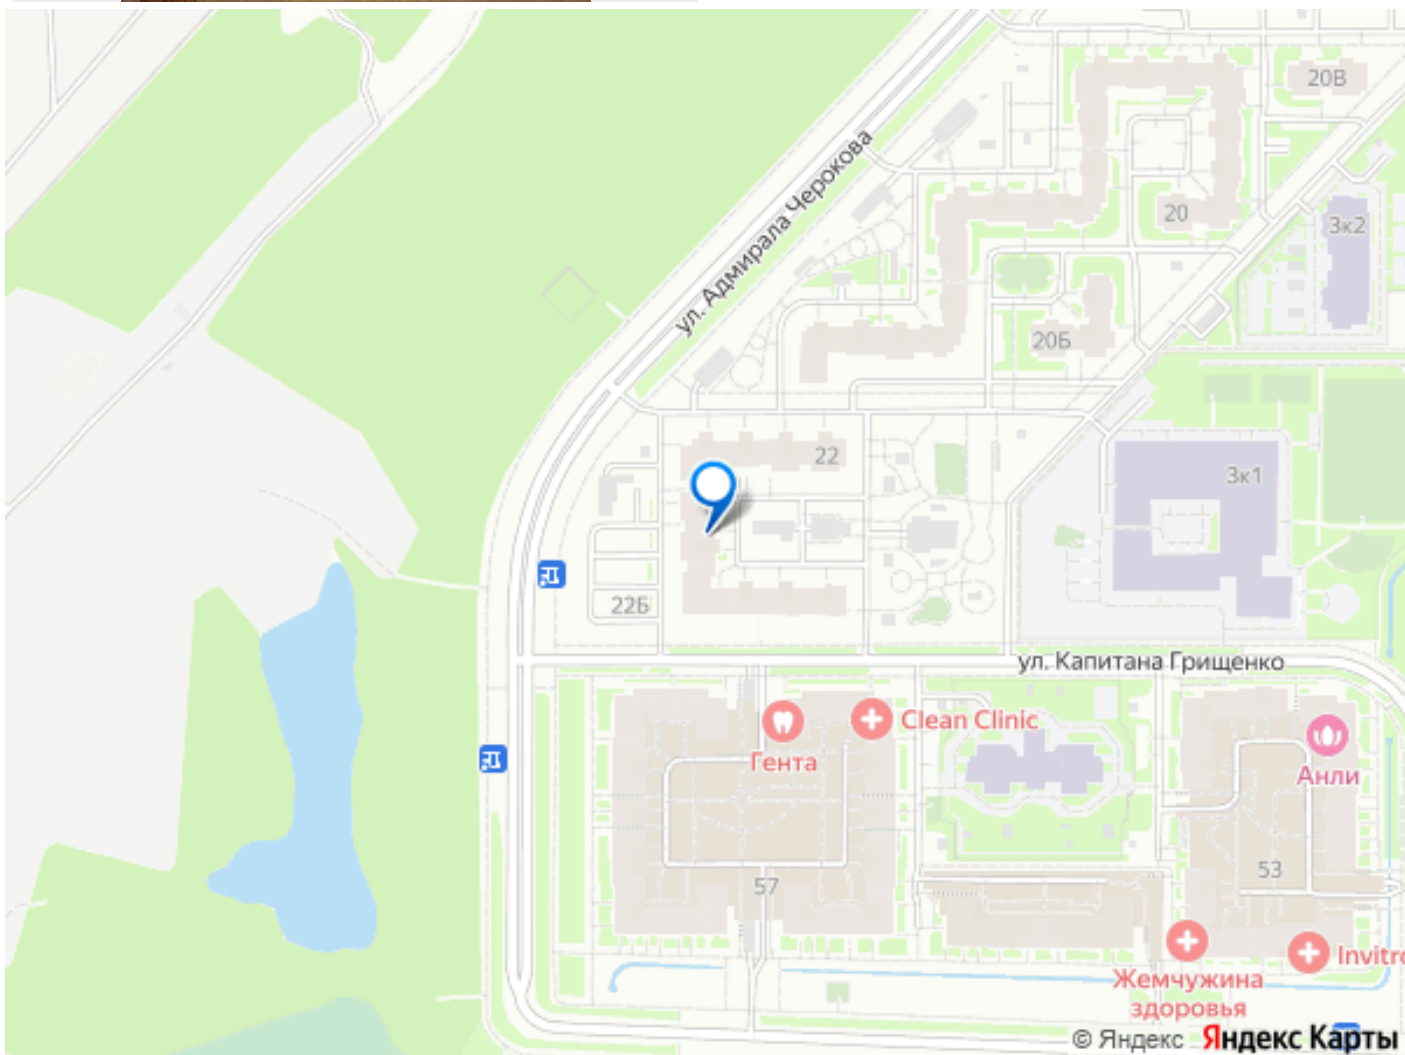 20В
ул. Адмирала Черокова
20
3к2
20Б
22
3к1
22Б
ул. Капитана Грищенко
Гента
Clean Clinic
Анли
57
53
Жемчужина
здоровья
Invitro
© Яндекс Яндекс Карты